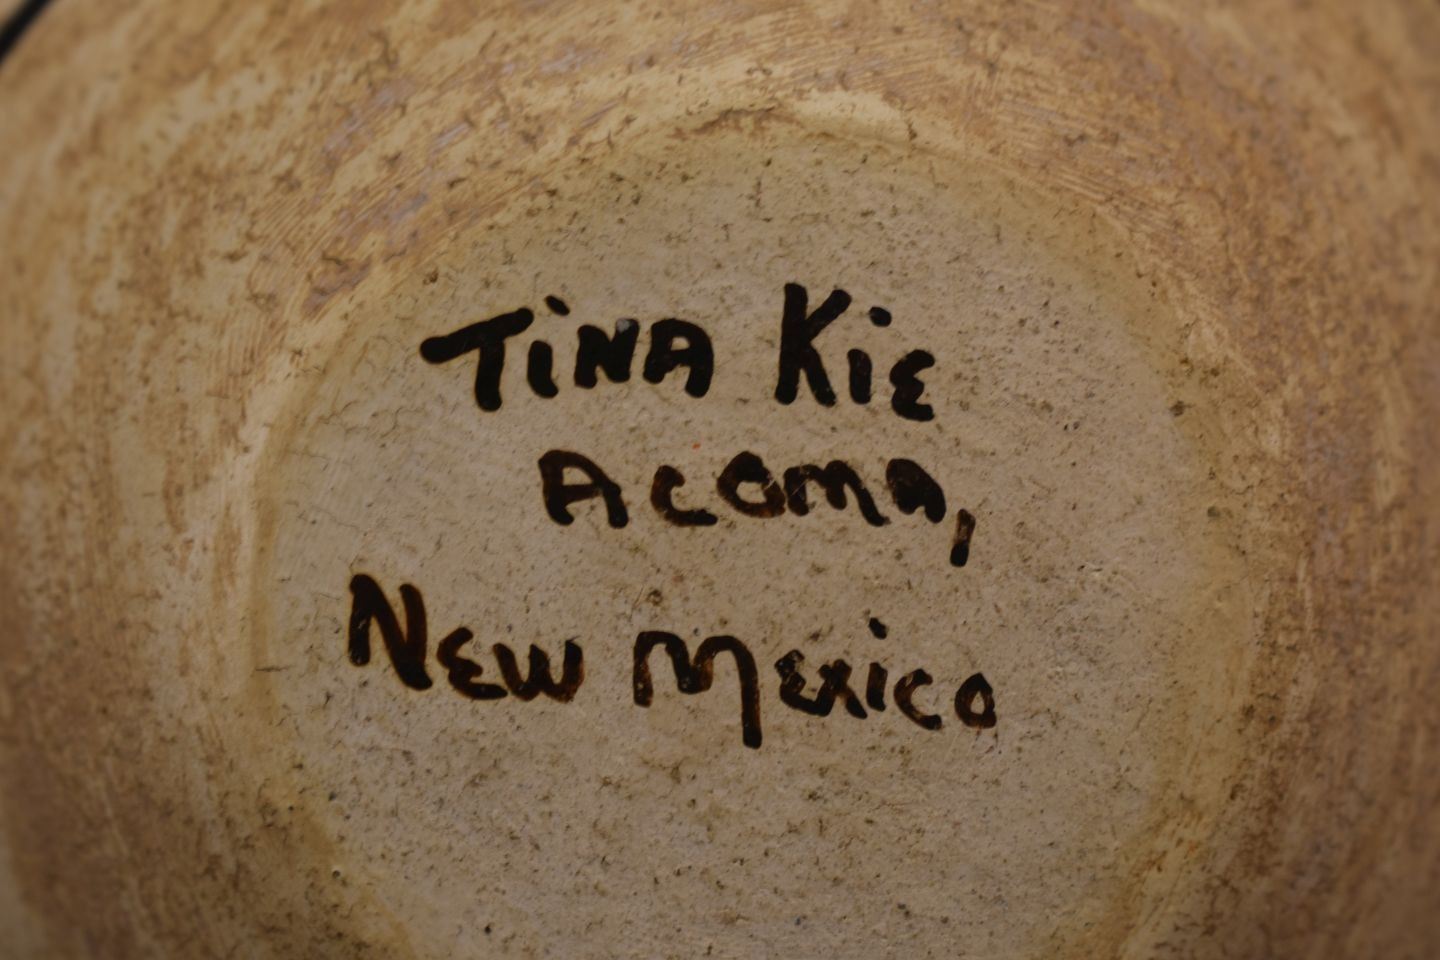 Tina Kie
Acoma,
New Mexico